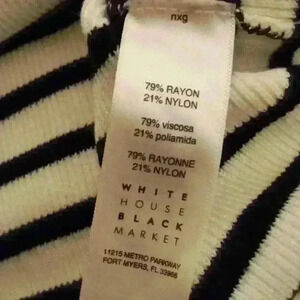 nxg
79% RAYON
21% NYLON
79% viscosa
21% poliamida
79% RAYONNE
21% NYLON
WHITE
HOUSE
BLACK
MARKET
11215 METRO PARKWAY
FORT MYERS, FL 33966